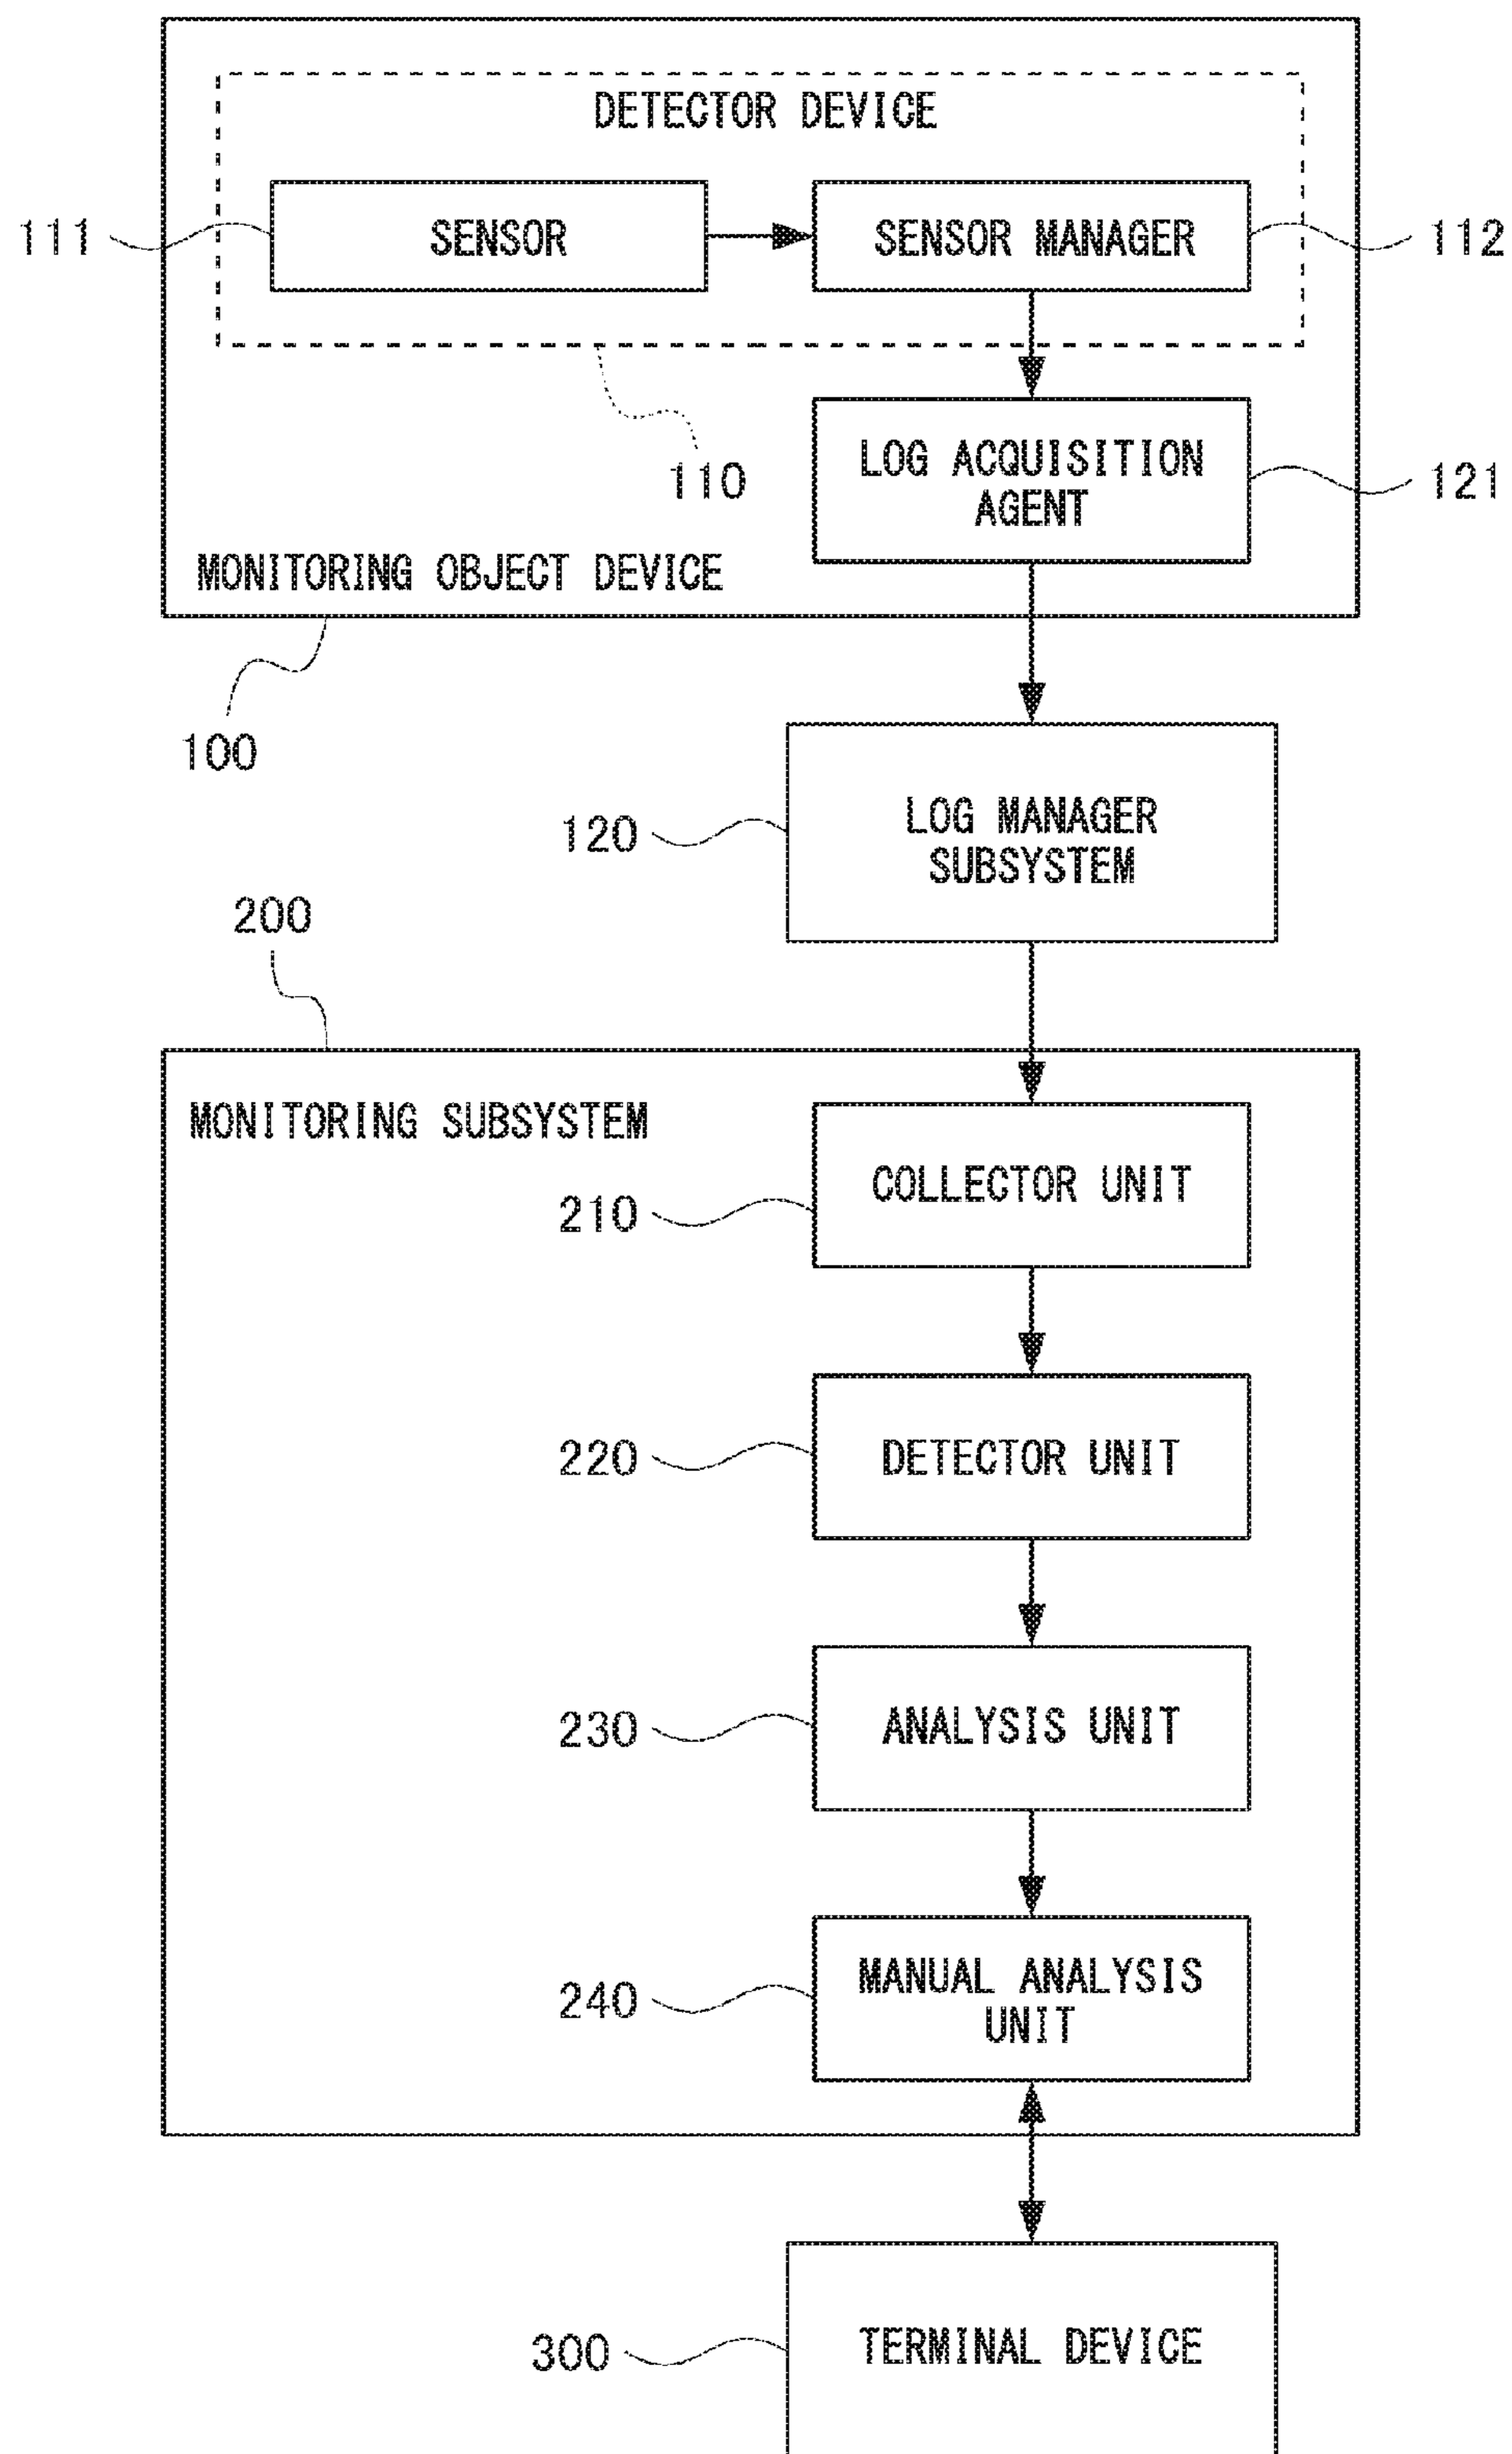 DETECTOR DEVICE
111
SENSOR
SENSOR MANAGER
112
110
LOG ACQUISITION
AGENT
121
MONITORING OBJECT DEVICE
100
120
LOG MANAGER
SUBSYSTEM
200
MONITORING SUBSYSTEM
210
COLLECTOR UNIT
220
DETECTOR UNIT
230
ANALYSIS UNIT
240
MANUAL ANALYSIS
UNIT
300
TERMINAL DEVICE